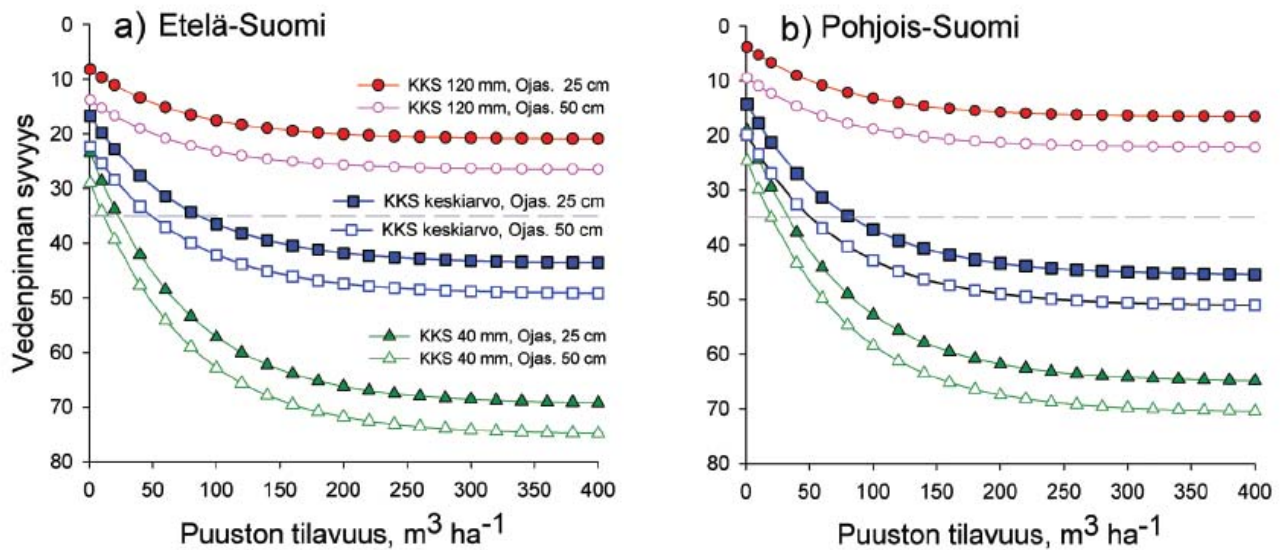 a) Etelä-Suomi
Vedenpinnan syvyys
0
10
20
30
40
50
60
70
80
KKS 120 mm, Ojas. 25 cm
KKS 120 mm, Ojas. 50 cm
KKS keskiarvo, Ojas. 25 cm
KKS keskiarvo, Ojas. 50 cm
KKS 40 mm, Ojas, 25 cm
KKS 40 mm, Ojas. 50 cm
0 50 100 150 200 250 300 350 400
Puuston tilavuus, m³ ha⁻¹
b) Pohjois-Suomi
0
10
20
30
40
50
60
70
80
0 50 100 150 200 250 300 350 400
Puuston tilavuus, m³ ha⁻¹